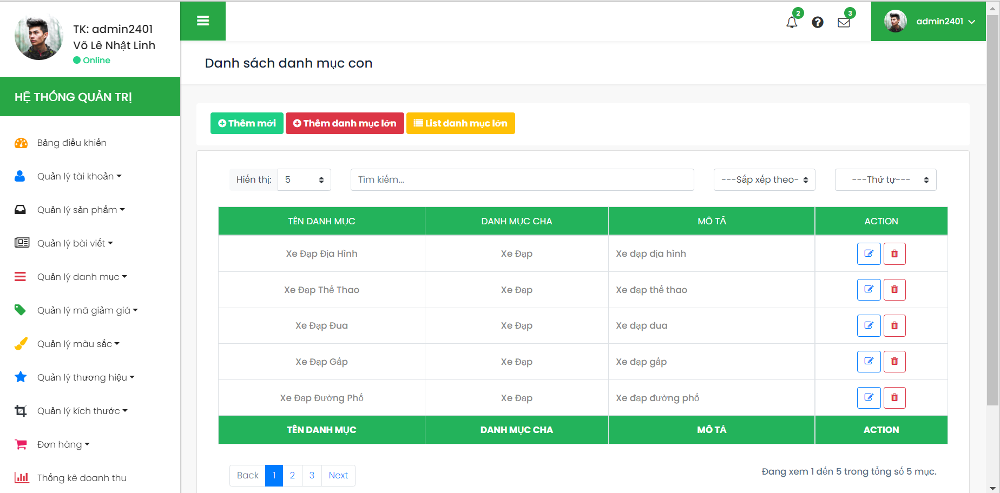 TK: admin2401
Võ Lê Nhật Linh
Online
HỆ THỐNG QUẢN TRỊ
Bảng điều khiển
Quản lý tài khoản
Quản lý sản phẩm
Quản lý bài viết
Quản lý danh mục
Quản lý mã giảm giá
Quản lý màu sắc
Quản lý thương hiệu
Quản lý kích thước
Đơn hàng
Thống kê doanh thu
2
3
admin2401
Danh sách danh mục con
Thêm mới
Thêm danh mục lớn
List danh mục lớn
Hiển thị: 5
Tìm kiếm...
---Sắp xếp theo-
---Thứ tự---
TÊN DANH MỤC DANH MỤC CHA MÔ TẢ ACTION
Xe Đạp Địa Hình Xe Đạp Xe đạp địa hình
Xe Đạp Thể Thao Xe Đạp Xe đạp thể thao
Xe Đạp Đua Xe Đạp Xe đạp đua
Xe Đạp Gấp Xe Đạp Xe đạp gấp
Xe Đạp Đường Phố Xe Đạp Xe đạp đường phố
TÊN DANH MỤC DANH MỤC CHA MÔ TẢ ACTION
Back 1 2 3 Next
Đang xem 1 đến 5 trong tổng số 5 mục.